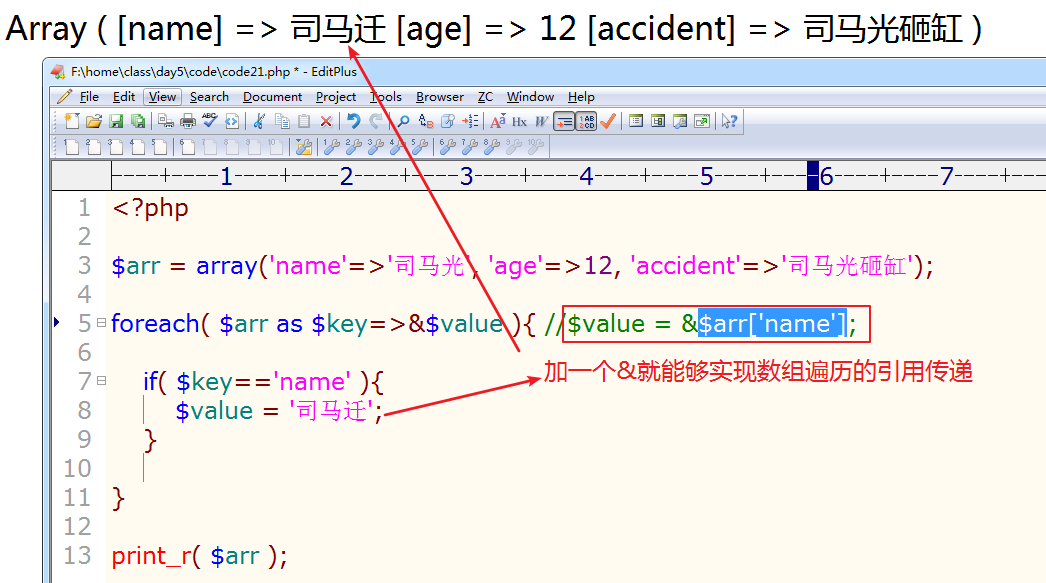 Array ( [name] => 司马迁 [age] => 12 [accident] => 司马光砸缸 )
F:\home\class\day5\code\code21.php * - EditPlus
File Edit View Search Document Project Tools Browser ZC Window Help
1 2 3 4 5 6 7
1 <?php
2
3 $arr = array('name'=>'司马光', 'age'=>12, 'accident'=>'司马光砸缸');
4
5 foreach( $arr as $key=>&$value ){ //$value = &$arr['name'];
6
加一个&就能够实现数组遍历的引用传递
7 if( $key=='name' ){
8 $value = '司马迁';
9 }
10
11 }
12
13 print_r( $arr );